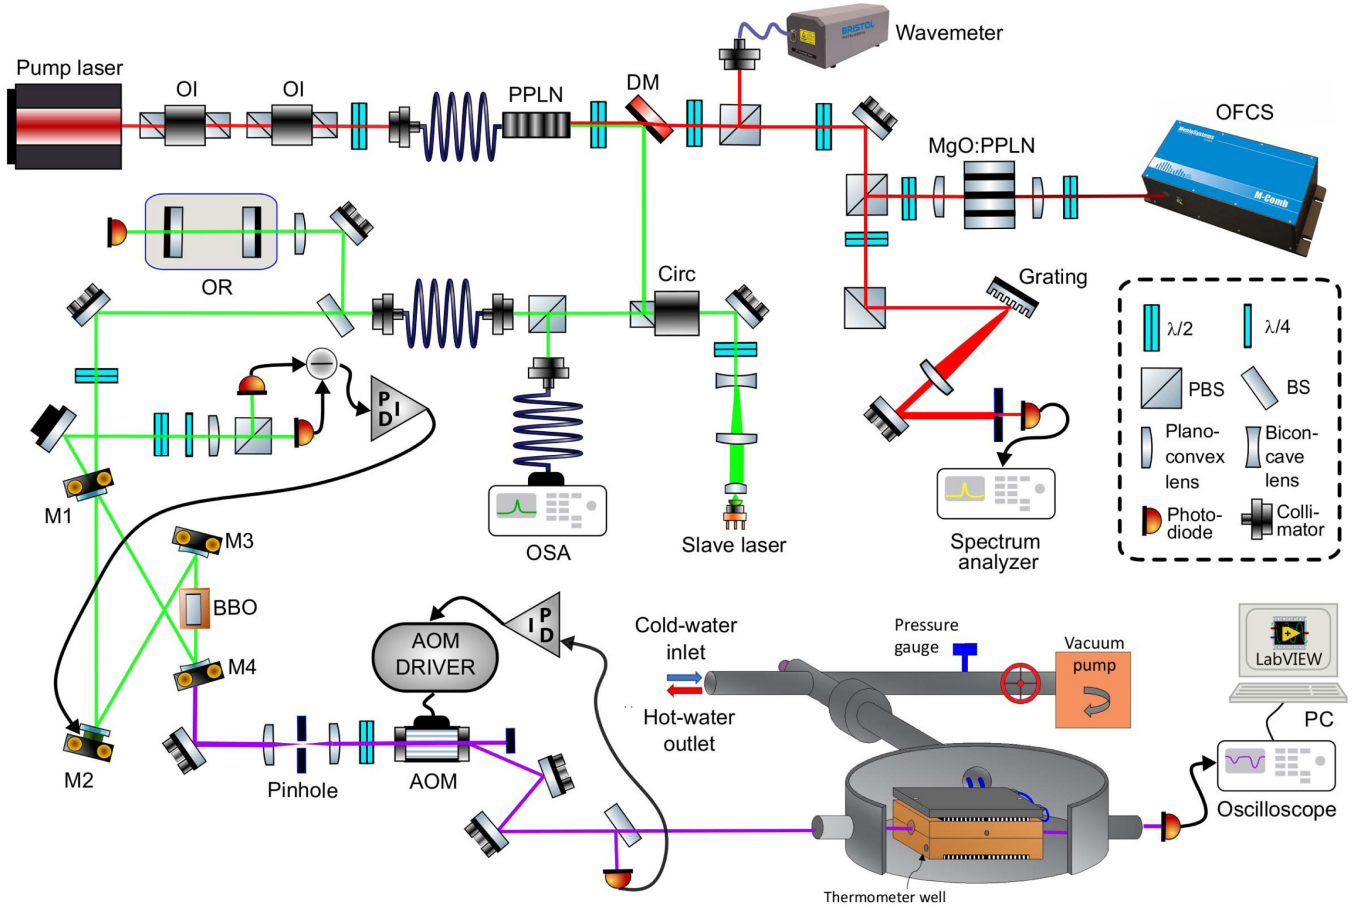 Pump laser
OI
OI
PPLN
DM
BRISTOL
Wavemeter
OFCS
MenloSystems
M-Comb
MgO:PPLN
OR
Circ
Grating
λ/2
λ/4
PBS
BS
Plano-
convex
lens
Bicon-
cave
lens
Photo-
diode
Colli-
mator
P
I
D
M1
OSA
Slave laser
Spectrum
analyzer
M3
BBO
M4
M2
Pinhole
AOM
DRIVER
AOM
P
I
D
Cold-water
inlet
Hot-water
outlet
Pressure
gauge
Vacuum
pump
LabVIEW
PC
Oscilloscope
Thermometer well